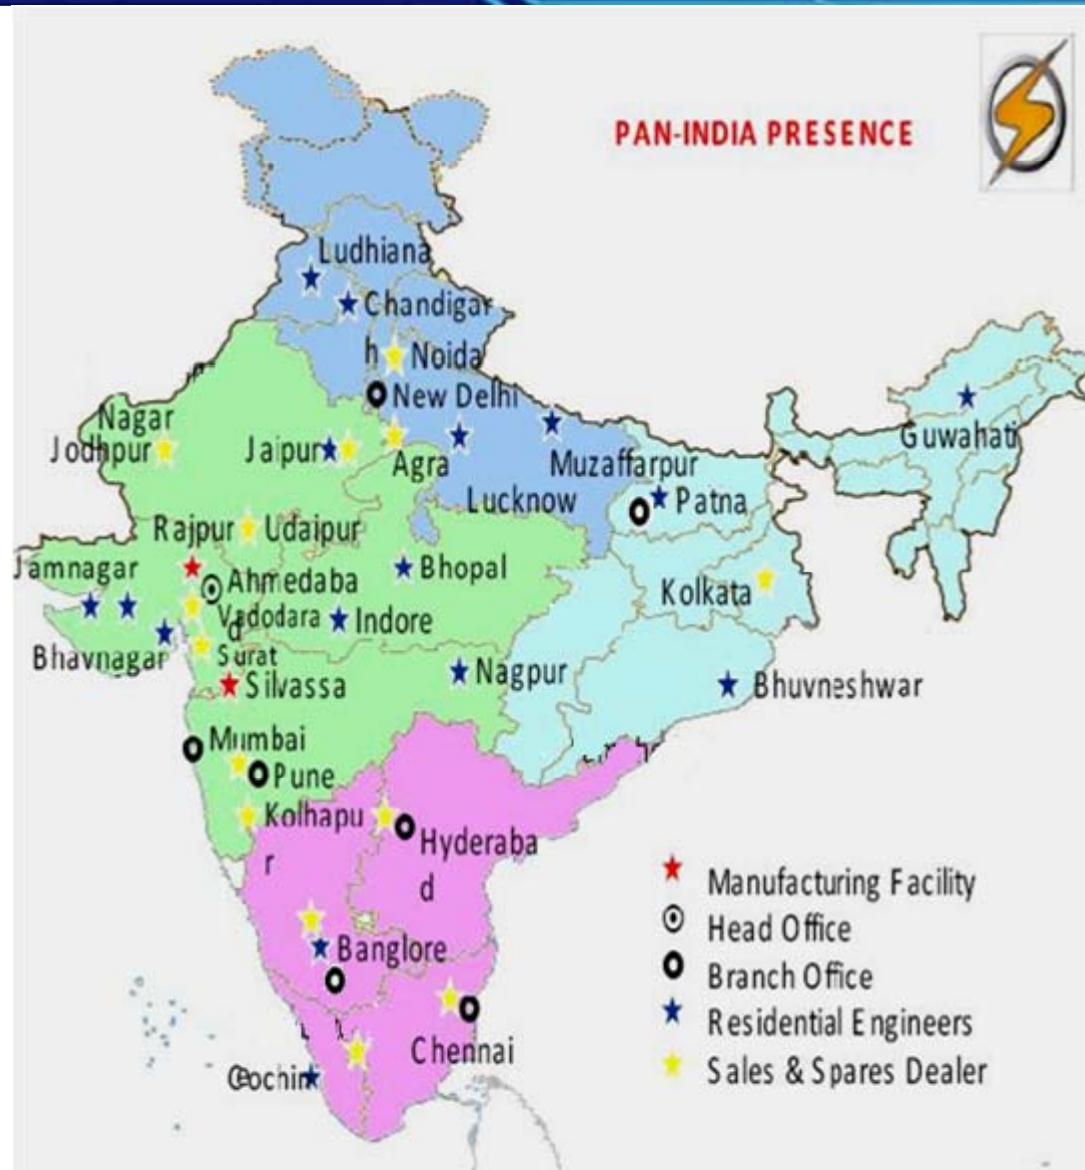 PAN-INDIA PRESENCE
Ludhiana
Chandigar
h
Noida
New Delhi
Nagar
Jodhpur
Jaipur
Agra
Muzaffarpur
Guwahati
Lucknow
Patna
Rajpur
Udaipur
Jamnagar
Ahmedaba
d
Bhopal
Kolkata
Vadodara
Indore
Bhavnagar
Surat
Silvassa
Nagpur
Bhuvneshwar
Mumbai
Pune
Kolhapu
r
Hyderaba
d
Banglore
Chennai
Cochin
Manufacturing Facility
Head Office
Branch Office
Residential Engineers
Sales & Spares Dealer